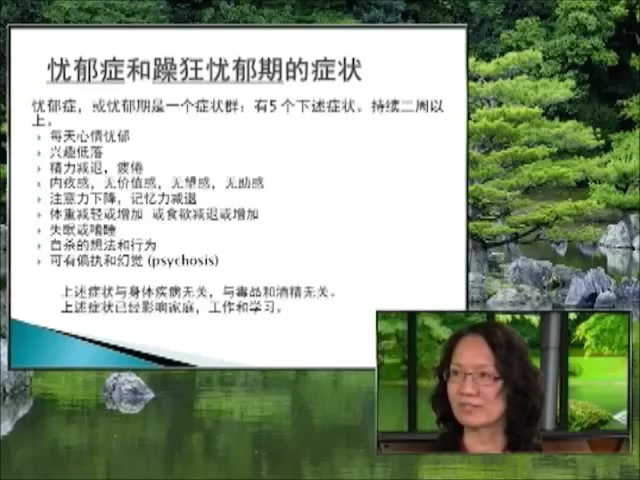 忧郁症和躁狂忧郁期的症状
忧郁症，或忧郁期是一个症状群：有5个下述症状。持续二周以
上。
每天心情忧郁
兴趣低落
精力减退，疲倦
内疚感，无价值感，无望感，无助感
注意力下降，记忆力减退
体重减轻或增加 或食欲减退或增加
失眠或嗜睡
自杀的想法和行为
可有偏执和幻觉 (psychosis)
上述症状与身体疾病无关，与毒品和酒精无关。
上述症状已经影响家庭，工作和学习。